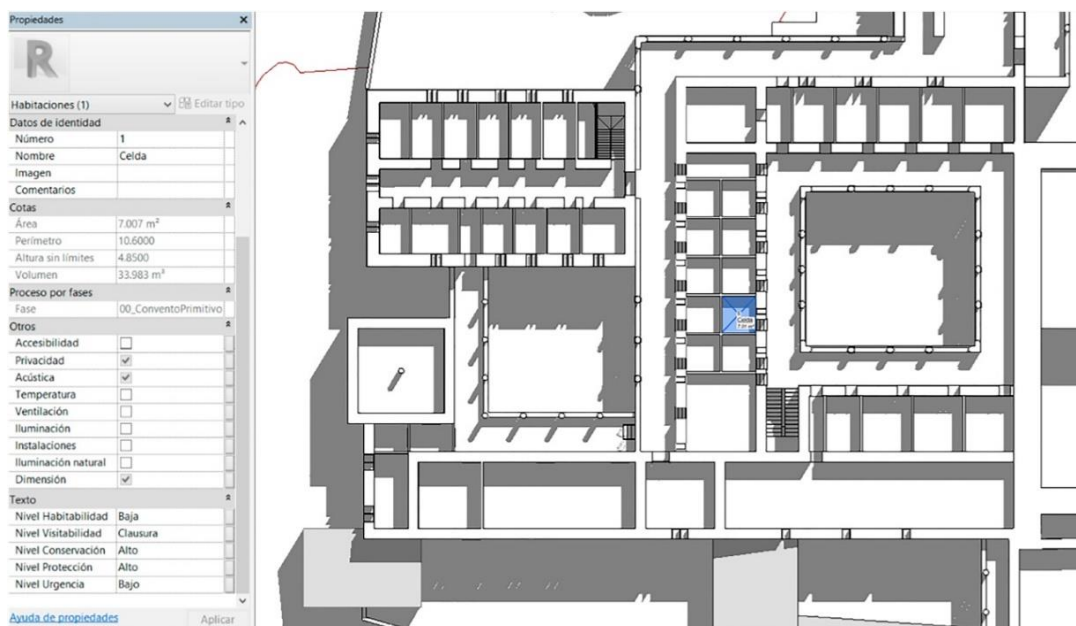 Propiedades
R
Habitaciones (1)
Editar tipo
Datos de identidad
Número 1
Nombre Celda
Imagen
Comentarios
Cotas
Área 7.007 m²
Perímetro 10.6000
Altura sin límites 4.8500
Volumen 33.983 m³
Proceso por fases
Fase 00_ConventoPrimitivo
Otros
Accesibilidad
Privacidad
Acústica
Temperatura
Ventilación
Iluminación
Instalaciones
Iluminación natural
Dimensión
Texto
Nivel Habitabilidad Baja
Nivel Visitabilidad Clausura
Nivel Conservación Alto
Nivel Protección Alto
Nivel Urgencia Bajo
Ayuda de propiedades
Aplicar
Celda